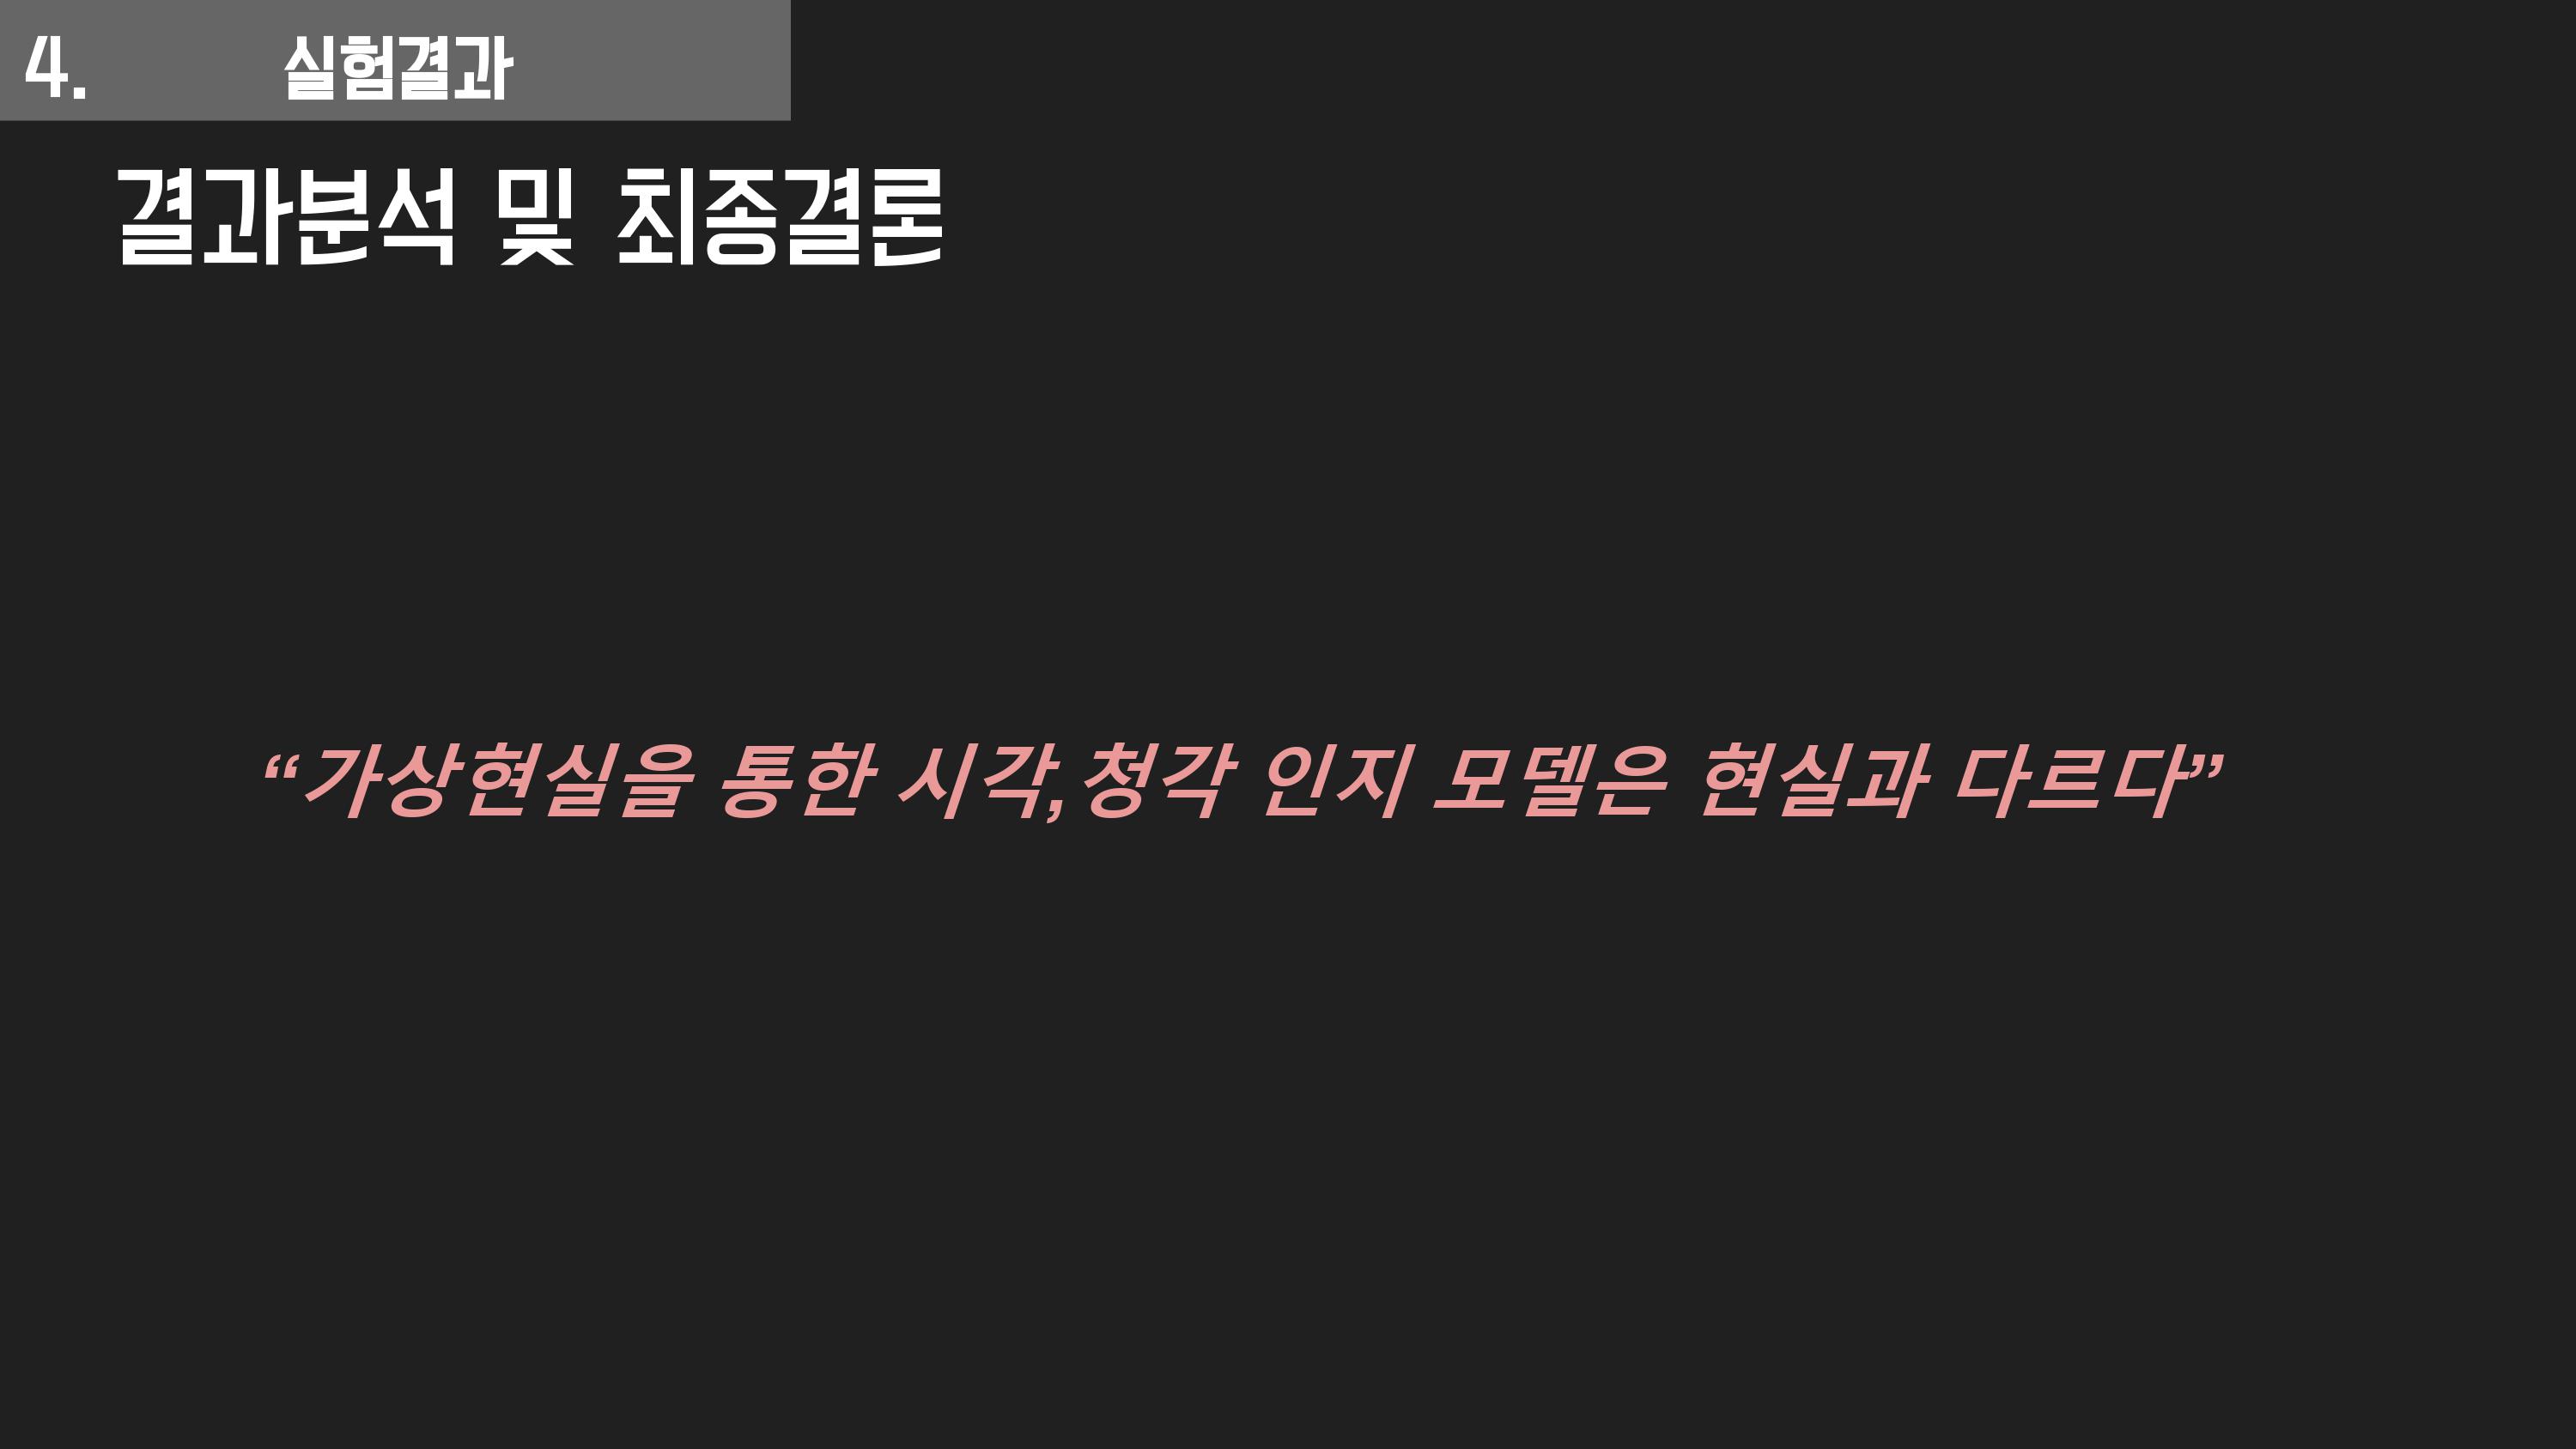 4. 실험결과
결과분석 및 최종결론
“가상현실을 통한 시각,청각 인지 모델은 현실과 다르다”